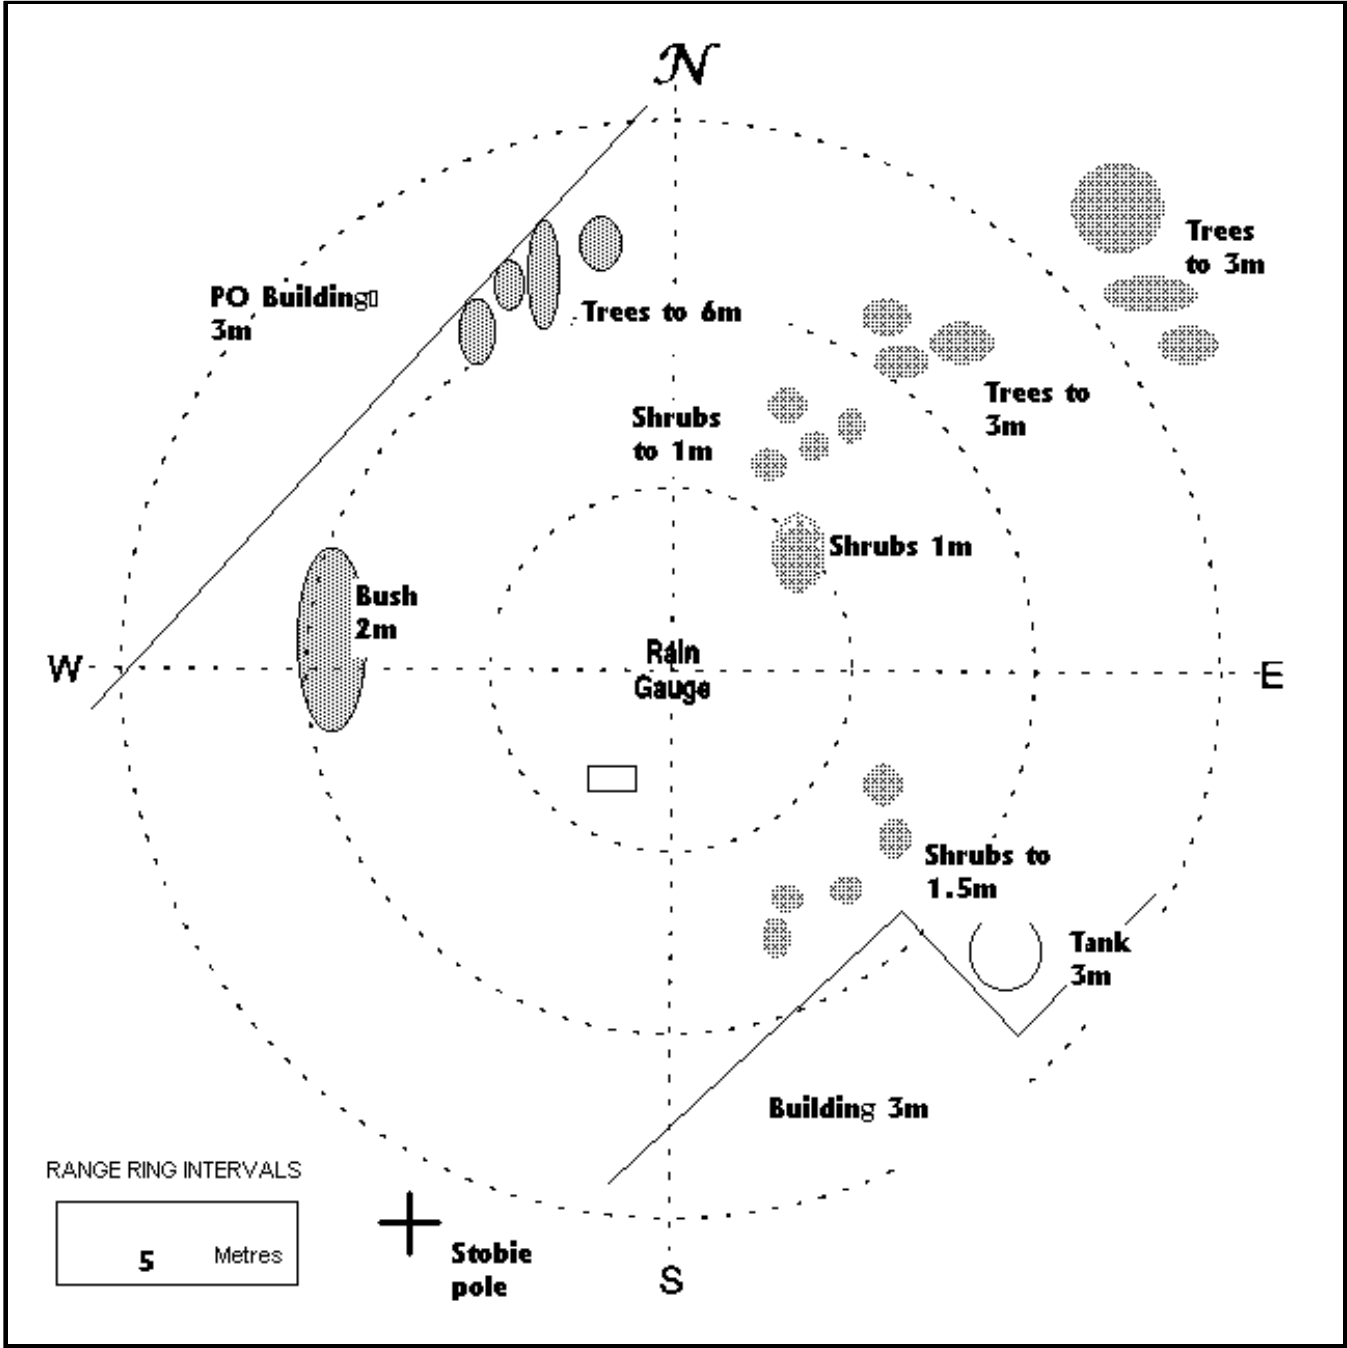 N
Trees
to 3m
PO Building▯
3m
Trees to 6m
Trees to
3m
Shrubs
to 1m
Shrubs 1m
Bush
2m
Rain
Gauge
W
E
Shrubs to
1.5m
Tank
3m
Building 3m
RANGE RING INTERVALS
5 Metres
Stobie
pole
S